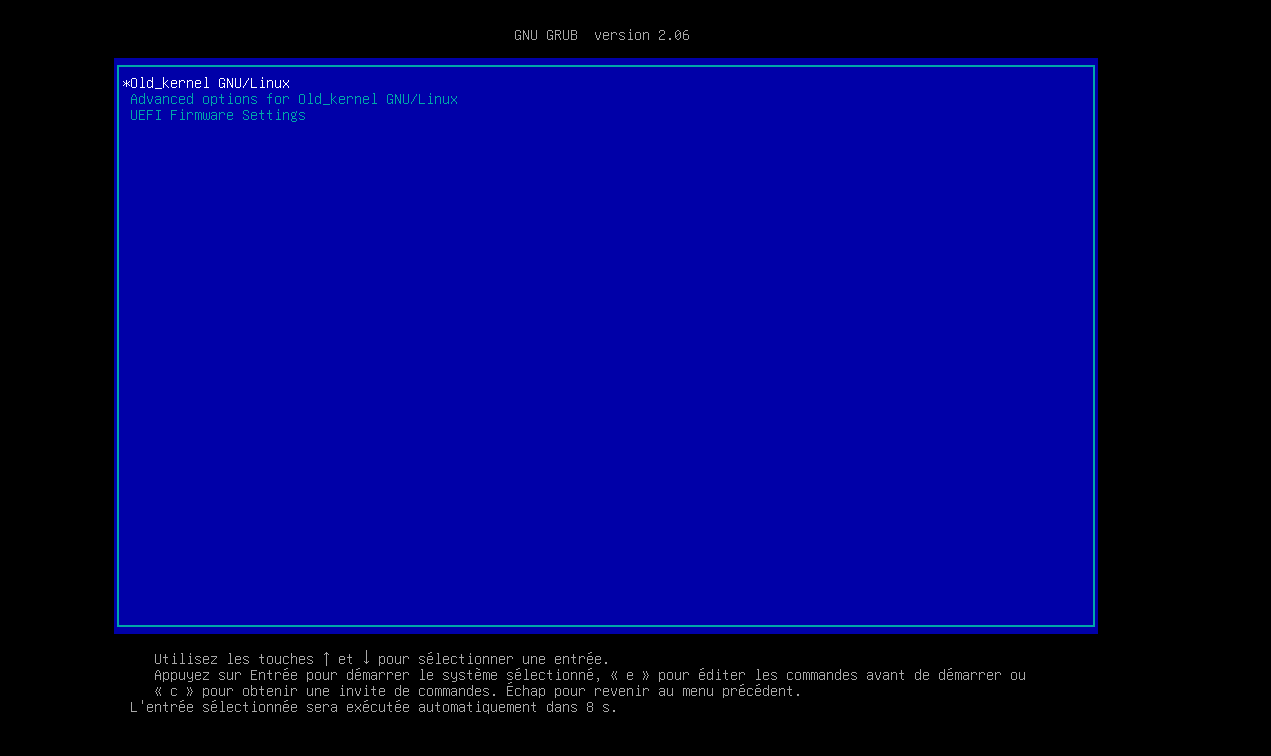 GNU GRUB  version 2.06
*Old_kernel GNU/Linux
Advanced options for Old_kernel GNU/Linux
UEFI Firmware Settings
Utilisez les touches ↑ et ↓ pour sélectionner une entrée.
Appuyez sur Entrée pour démarrer le système sélectionné, « e » pour éditer les commandes avant de démarrer ou
« c » pour obtenir une invite de commandes. Échap pour revenir au menu précédent.
L'entrée sélectionnée sera exécutée automatiquement dans 8 s.